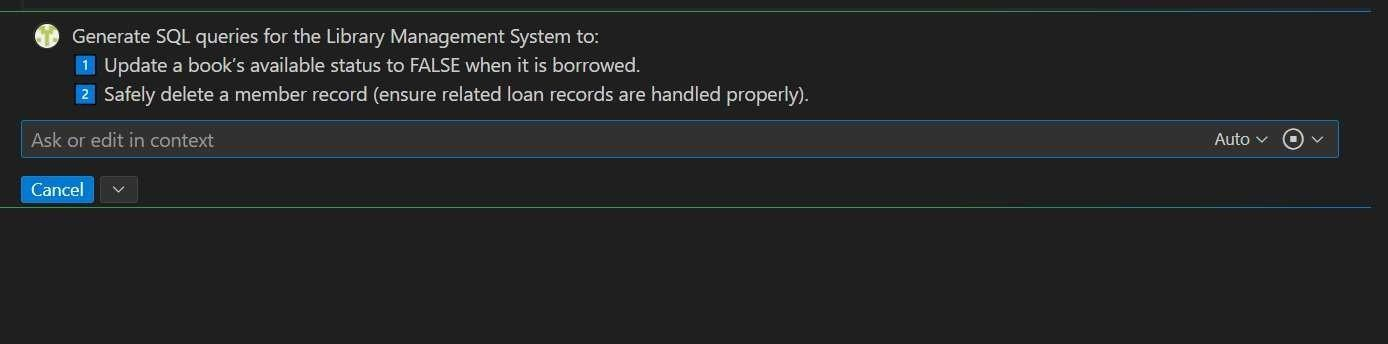 Generate SQL queries for the Library Management System to:
1 Update a book’s available status to FALSE when it is borrowed.
2 Safely delete a member record (ensure related loan records are handled properly).
Ask or edit in context Auto
Cancel